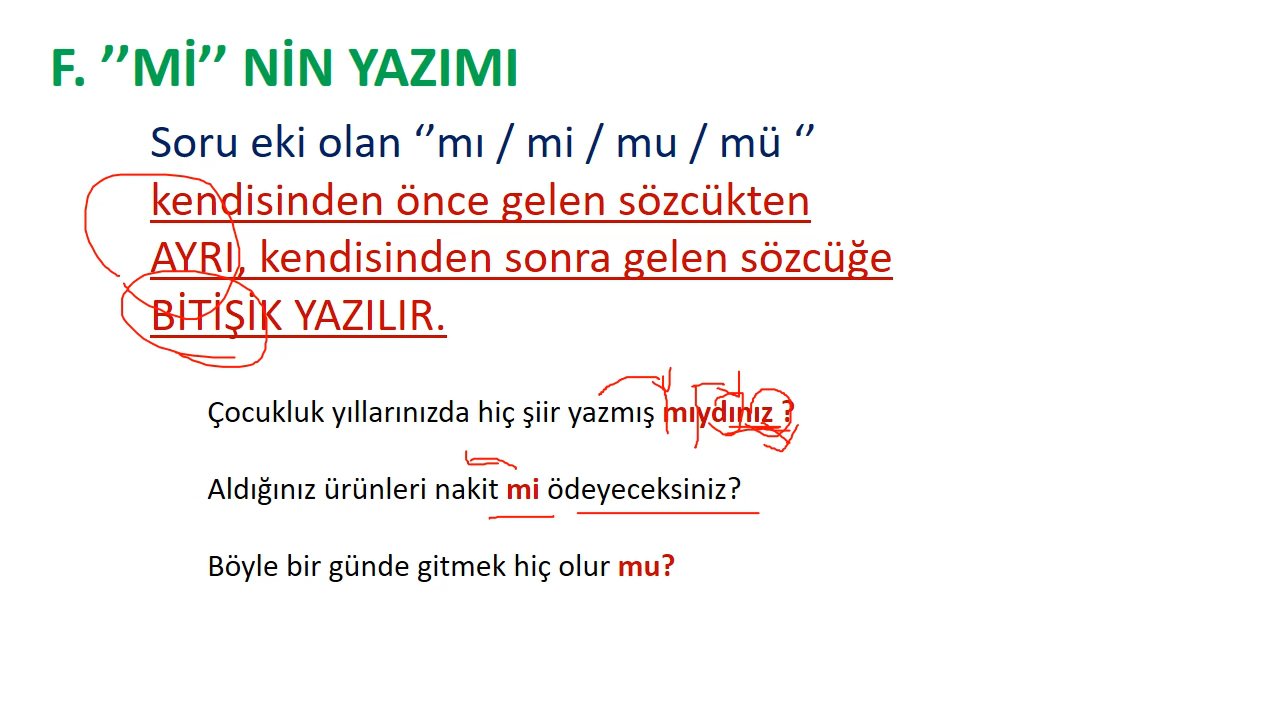 F. ’’Mİ’’ NİN YAZIMI
Soru eki olan ‘’mı / mi / mu / mü ‘’
kendisinden önce gelen sözcükten
AYRI, kendisinden sonra gelen sözcüğe
BİTİŞİK YAZILIR.
Çocukluk yıllarınızda hiç şiir yazmış mıydınız ?
Aldığınız ürünleri nakit mi ödeyeceksiniz?
Böyle bir günde gitmek hiç olur mu?